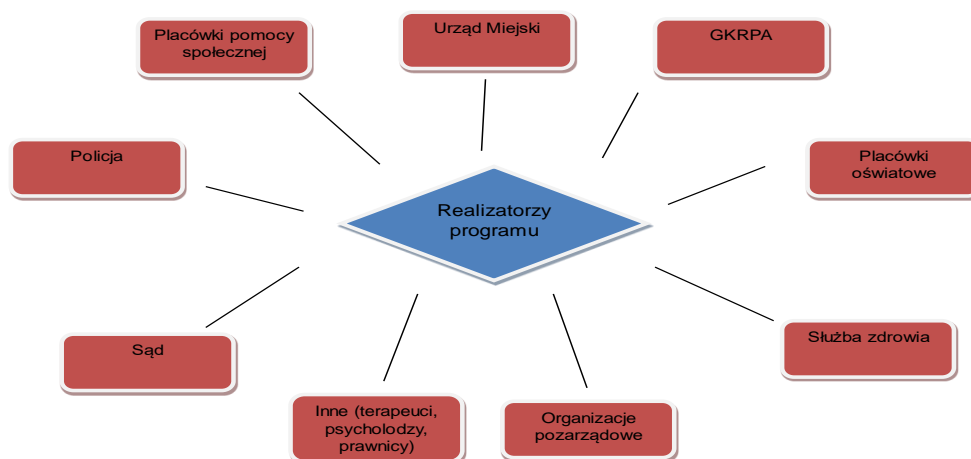 Placówki pomocy
społecznej
Urząd Miejski
GKRPA
Policja
Placówki
oświatowe
Realizatorzy
programu
Sąd
Służba zdrowia
Inne (terapeuci,
psycholodzy,
prawnicy)
Organizacje
pozarządowe